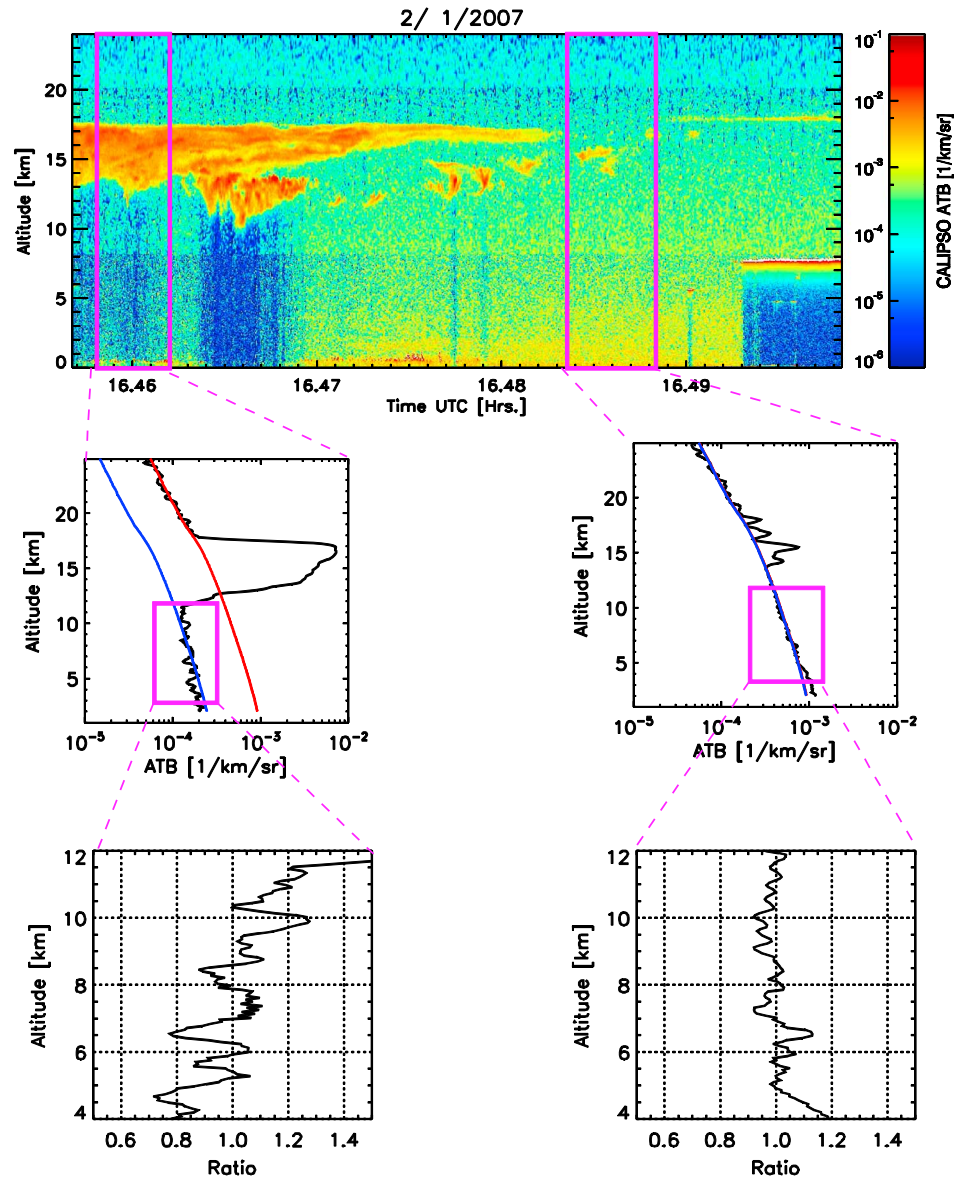 2/ 1/2007
Altitude [km]
20
15
10
5
0
16.46 16.47 16.48 16.49
Time UTC [Hrs.]
10⁻¹
10⁻²
10⁻³
10⁻⁴
10⁻⁵
10⁻⁶
CALIPSO ATB [1/km/sr]
Altitude [km]
20
15
10
5
10⁻⁵ 10⁻⁴ 10⁻³ 10⁻²
ATB [1/km/sr]
Altitude [km]
20
15
10
5
10⁻⁵ 10⁻⁴ 10⁻³ 10⁻²
ATB [1/km/sr]
Altitude [km]
12
10
8
6
4
0.6 0.8 1.0 1.2 1.4
Ratio
Altitude [km]
12
10
8
6
4
0.6 0.8 1.0 1.2 1.4
Ratio